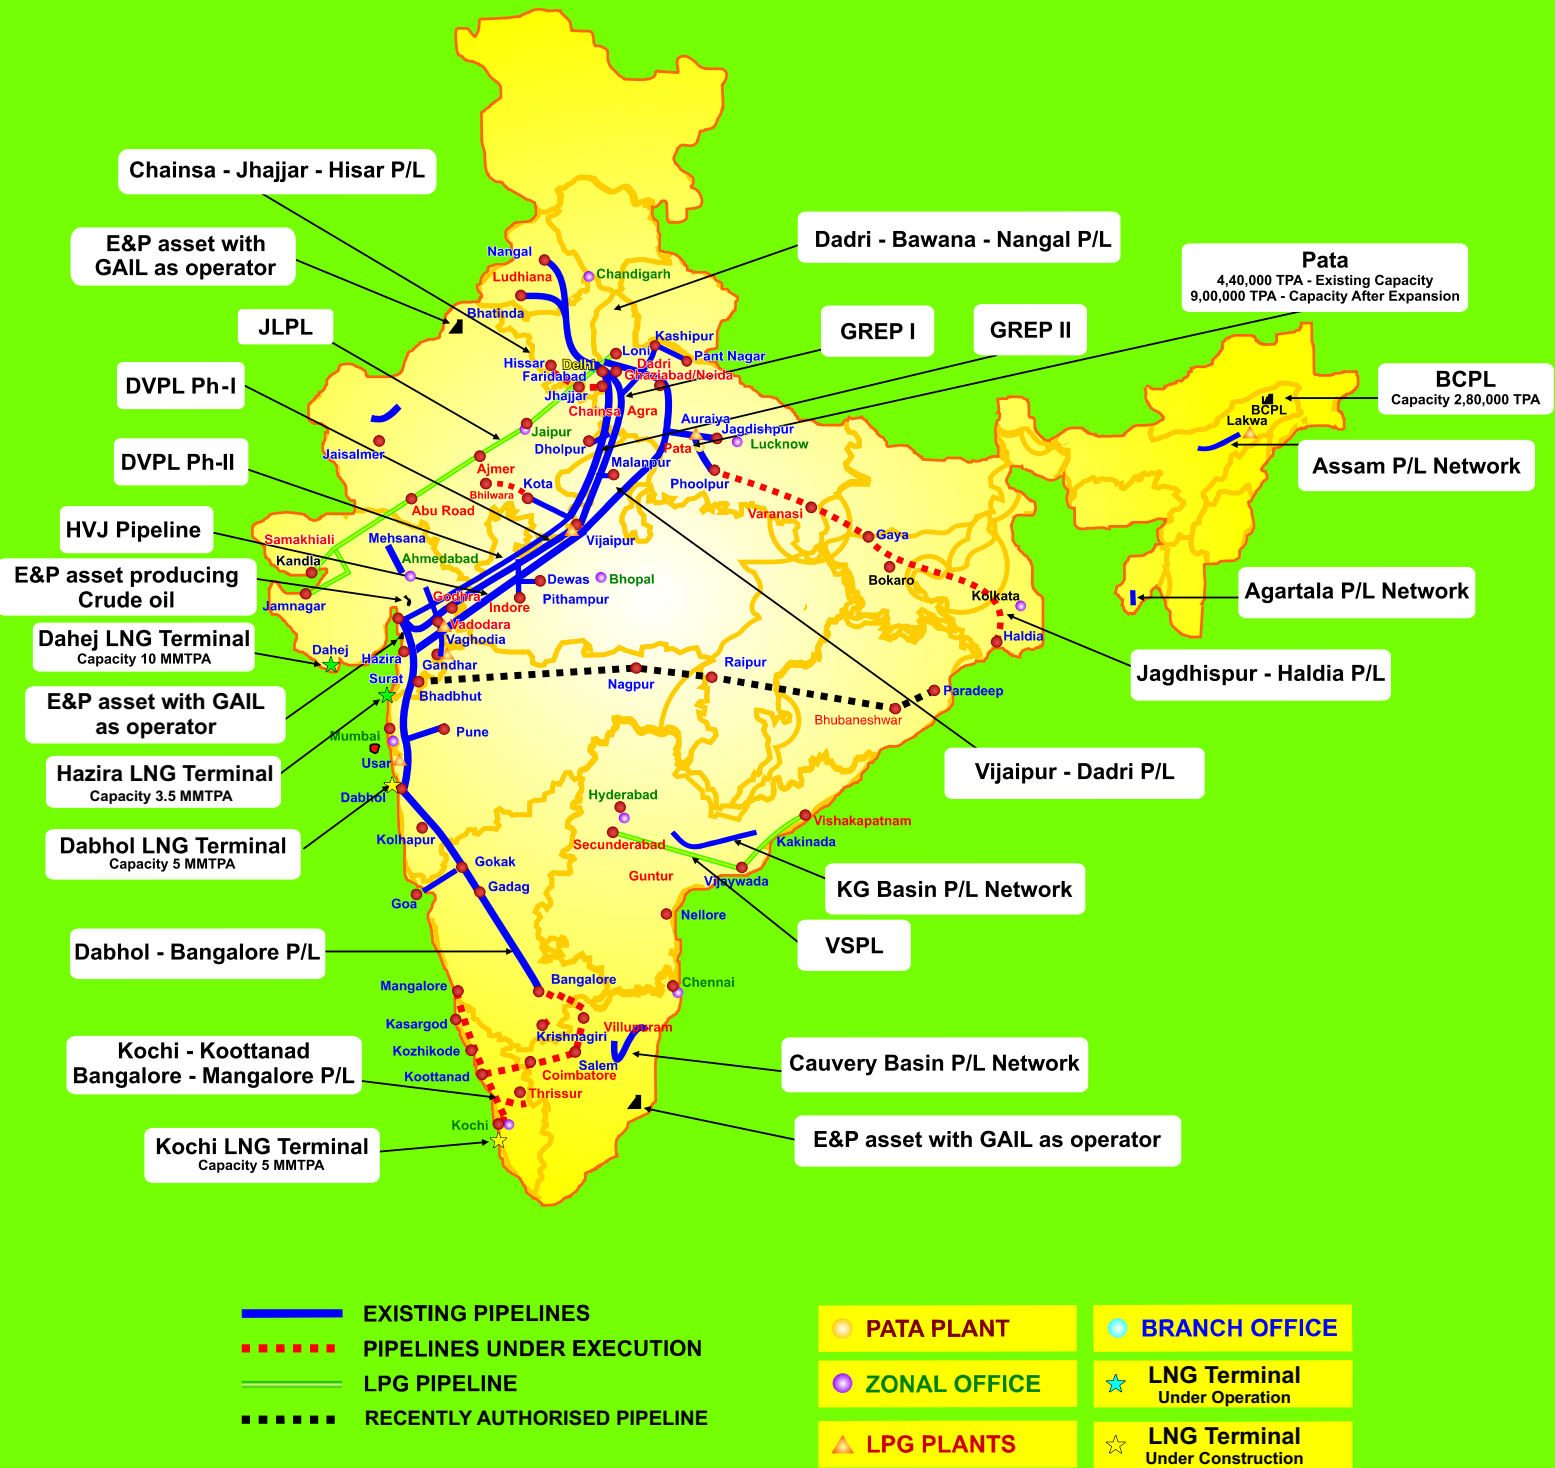 Chainsa - Jhajjar - Hisar P/L
E&P asset with
GAIL as operator
Dadri - Bawana - Nangal P/L
Pata
4,40,000 TPA - Existing Capacity
9,00,000 TPA - Capacity After Expansion
JLPL
GREP I
GREP II
DVPL Ph-I
BCPL
Capacity 2,80,000 TPA
DVPL Ph-II
Assam P/L Network
HVJ Pipeline
E&P asset producing
Crude oil
Agartala P/L Network
Dahej LNG Terminal
Capacity 10 MMTPA
Jagdhispur - Haldia P/L
E&P asset with GAIL
as operator
Hazira LNG Terminal
Capacity 3.5 MMTPA
Vijaipur - Dadri P/L
Dabhol LNG Terminal
Capacity 5 MMTPA
KG Basin P/L Network
VSPL
Dabhol - Bangalore P/L
Kochi - Koottanad
Bangalore - Mangalore P/L
Cauvery Basin P/L Network
Kochi LNG Terminal
Capacity 5 MMTPA
E&P asset with GAIL as operator
Nangal
Ludhiana
Chandigarh
Bhatinda
Kashipur
Loni
Pant Nagar
Hissar
Delhi
Dadri
Faridabad
Ghaziabad/Noida
Jhajjar
Chainsa
Agra
Auraiya
Jagdishpur
Jaipur
Dholpur
Pata
Lucknow
Jaisalmer
Ajmer
Malanpur
Phoolpur
Bhilwara
Kota
Abu Road
Varanasi
Samakhiali
Mehsana
Vijaipur
Gaya
Kandla
Ahmedabad
Bokaro
Jamnagar
Dewas
Bhopal
Godhra
Indore
Pithampur
Kolkata
Vadodara
Vaghodia
Haldia
Dahej
Hazira
Gandhar
Surat
Bhadbhut
Nagpur
Raipur
Paradeep
Bhubaneshwar
Mumbai
Pune
Usar
Dabhol
Hyderabad
Kolhapur
Vishakapatnam
Secunderabad
Kakinada
Gokak
Guntur
Vijaywada
Gadag
Goa
Nellore
Mangalore
Bangalore
Chennai
Kasargod
Villupuram
Krishnagiri
Kozhikode
Salem
Koottanad
Coimbatore
Thrissur
Kochi
BCPL
Lakwa
EXISTING PIPELINES
PIPELINES UNDER EXECUTION
LPG PIPELINE
RECENTLY AUTHORISED PIPELINE
PATA PLANT
BRANCH OFFICE
ZONAL OFFICE
LNG Terminal
Under Operation
LPG PLANTS
LNG Terminal
Under Construction